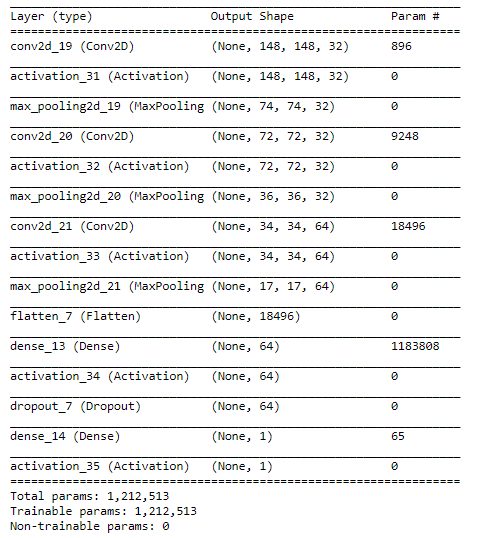 Layer (type) Output Shape Param #
conv2d_19 (Conv2D) (None, 148, 148, 32) 896
activation_31 (Activation) (None, 148, 148, 32) 0
max_pooling2d_19 (MaxPooling (None, 74, 74, 32) 0
conv2d_20 (Conv2D) (None, 72, 72, 32) 9248
activation_32 (Activation) (None, 72, 72, 32) 0
max_pooling2d_20 (MaxPooling (None, 36, 36, 32) 0
conv2d_21 (Conv2D) (None, 34, 34, 64) 18496
activation_33 (Activation) (None, 34, 34, 64) 0
max_pooling2d_21 (MaxPooling (None, 17, 17, 64) 0
flatten_7 (Flatten) (None, 18496) 0
dense_13 (Dense) (None, 64) 1183808
activation_34 (Activation) (None, 64) 0
dropout_7 (Dropout) (None, 64) 0
dense_14 (Dense) (None, 1) 65
activation_35 (Activation) (None, 1) 0
Total params: 1,212,513
Trainable params: 1,212,513
Non-trainable params: 0